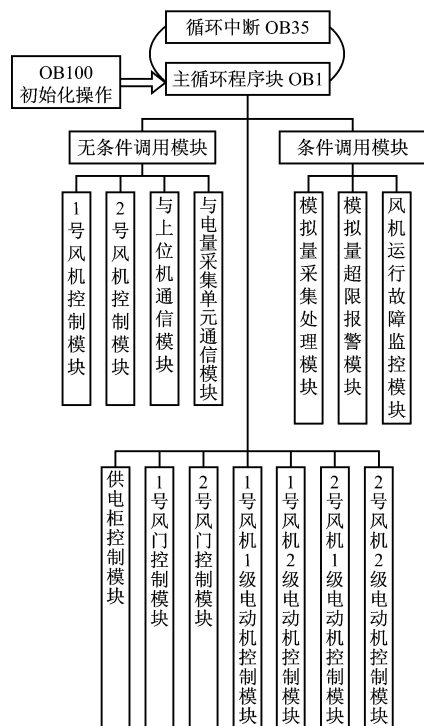 循环中断 OB35
OB100
初始化操作
主循环程序块 OB1
无条件调用模块
条件调用模块
1号风机控制模块
2号风机控制模块
与上位机通信模块
与电量采集单元通信模块
模拟量采集处理模块
模拟量超限报警模块
风机运行故障监控模块
供电柜控制模块
1号风门控制模块
2号风门控制模块
1号风机1级电动机控制模块
1号风机2级电动机控制模块
2号风机1级电动机控制模块
2号风机2级电动机控制模块